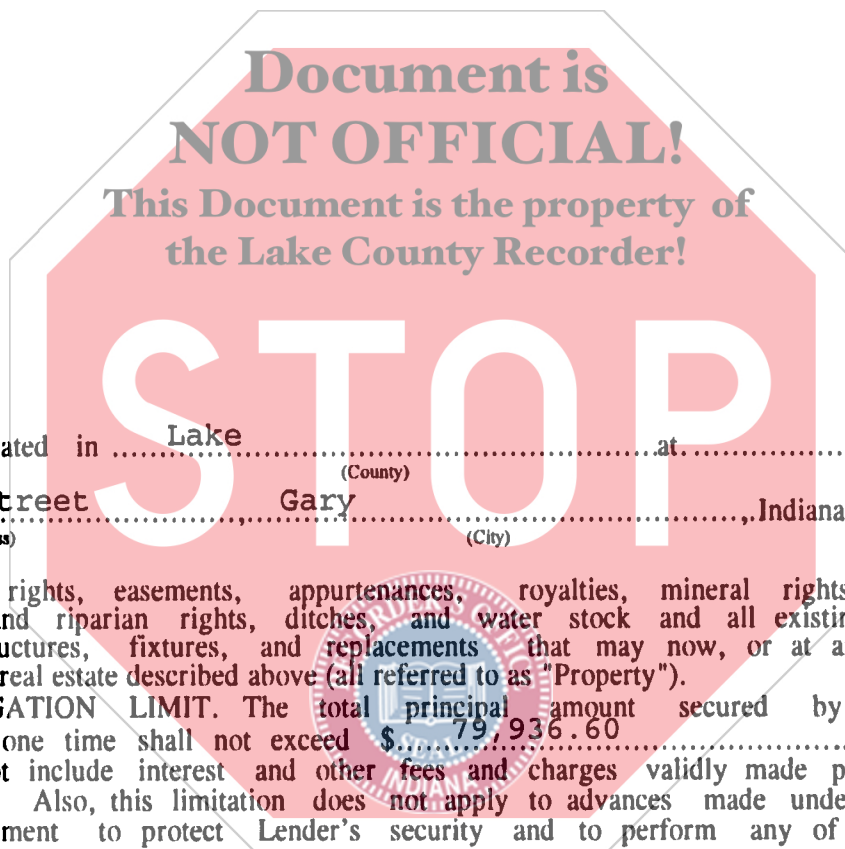 Document is
NOT OFFICIAL!
This Document is the property of
the Lake County Recorder!
STOP
ated in ........ Lake ........ at ........
(County)
treet ........, Gary ........, Indiana
ss) (City)
rights, easements, appurtenances, royalties, mineral rights
nd riparian rights, ditches, and water stock and all existin
uctures, fixtures, and replacements that may now, or at a
real estate described above (all referred to as "Property").
GATION LIMIT. The total principal amount secured by
one time shall not exceed $ ........ 79,936.60 ........
t include interest and other fees and charges validly made p
Also, this limitation does not apply to advances made unde
ment to protect Lender's security and to perform any of
RECORDER'S OFFICE
SEAL
INDIANA